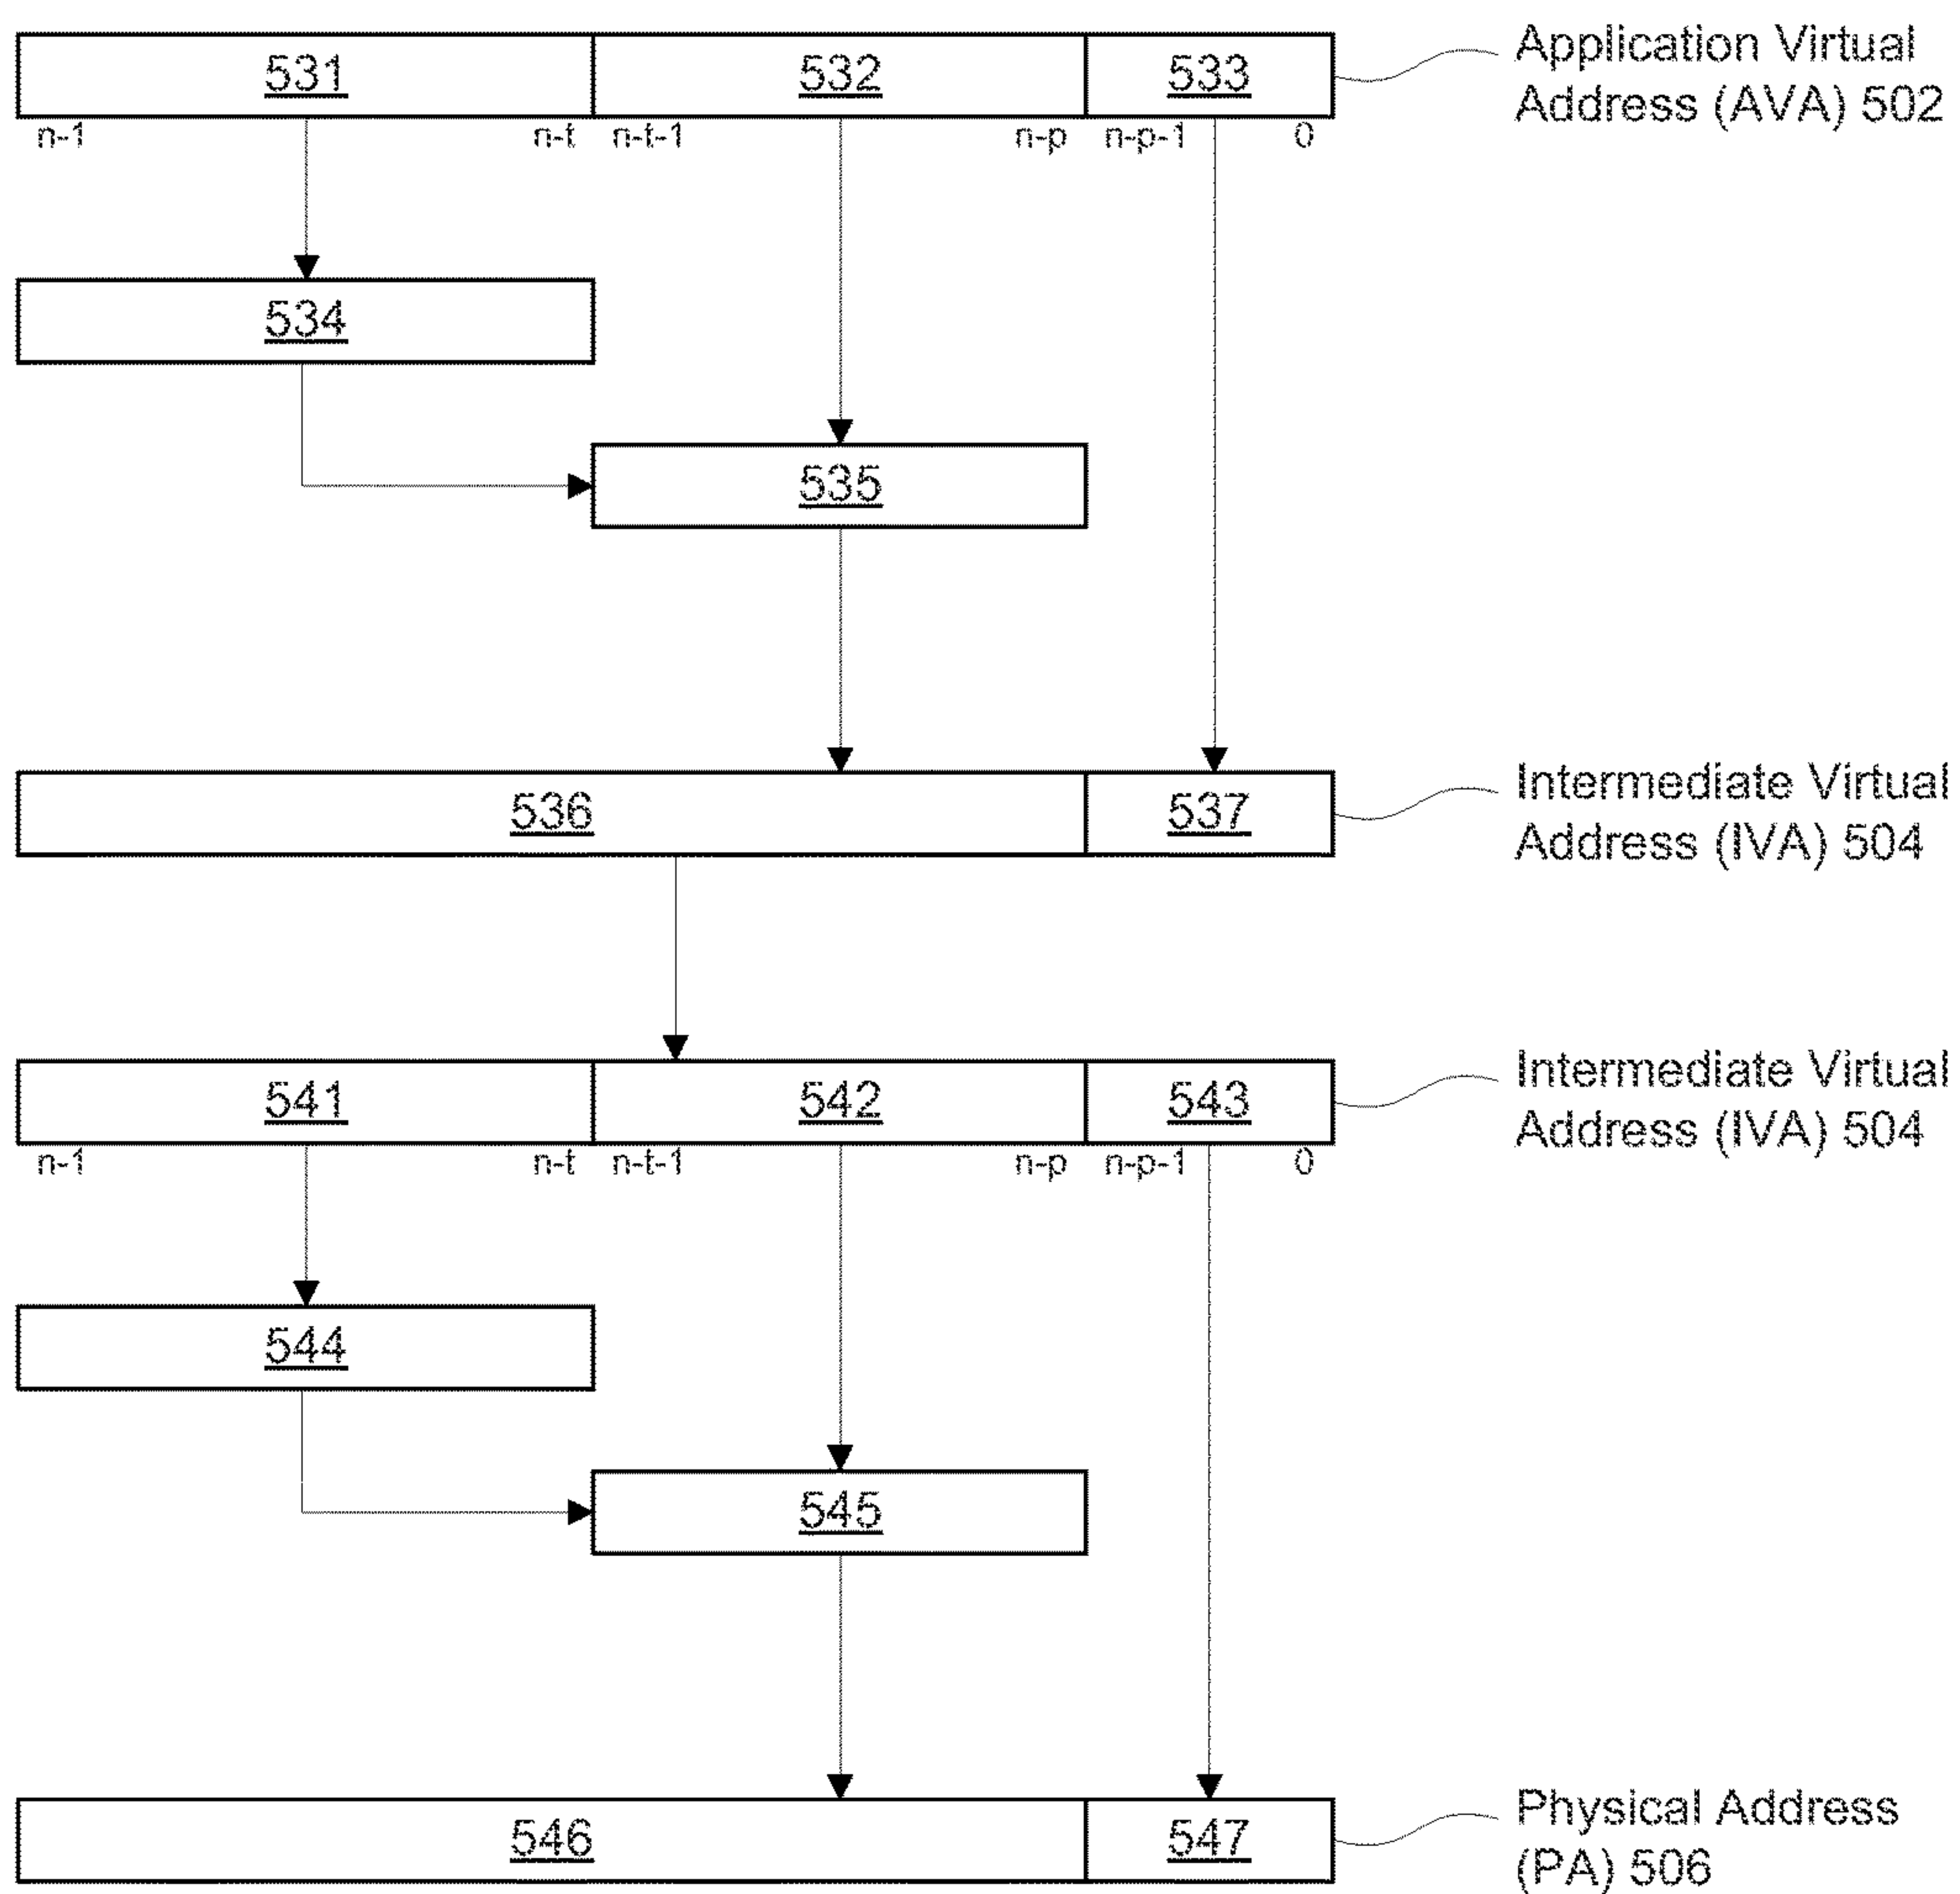 531 532 533
Application Virtual
Address (AVA) 502
n-1 n-t n-t-1 n-p n-p-1 0
534
535
536 537
Intermediate Virtual
Address (IVA) 504
541 542 543
Intermediate Virtual
Address (IVA) 504
n-1 n-t n-t-1 n-p n-p-1 0
544
545
546 547
Physical Address
(PA) 506